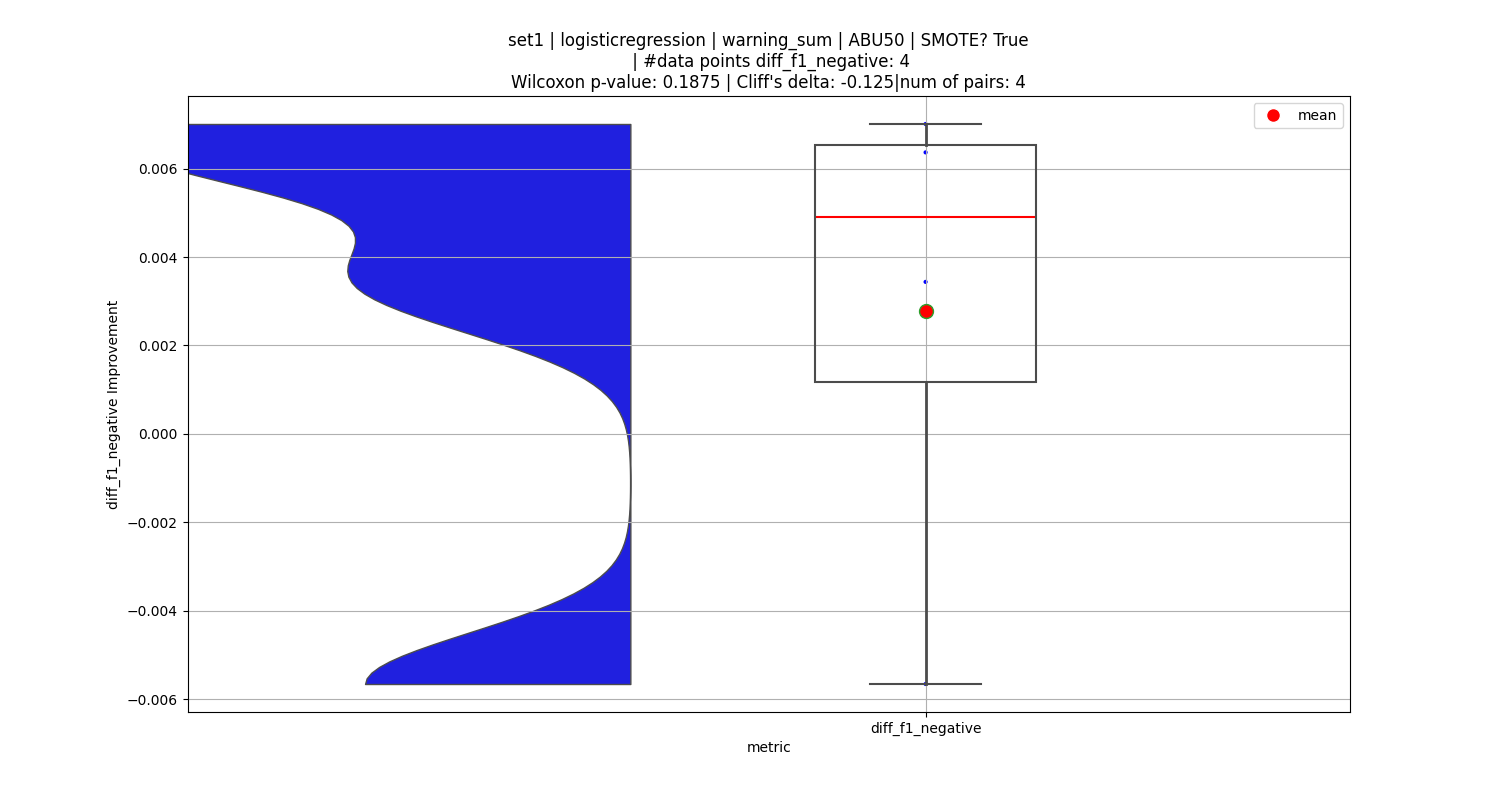 set1 | logisticregression | warning_sum | ABU50 | SMOTE? True
| #data points diff_f1_negative: 4
Wilcoxon p-value: 0.1875 | Cliff's delta: -0.125|num of pairs: 4
mean
0.006
0.004
0.002
0.000
−0.002
−0.004
−0.006
diff_f1_negative Improvement
diff_f1_negative
metric